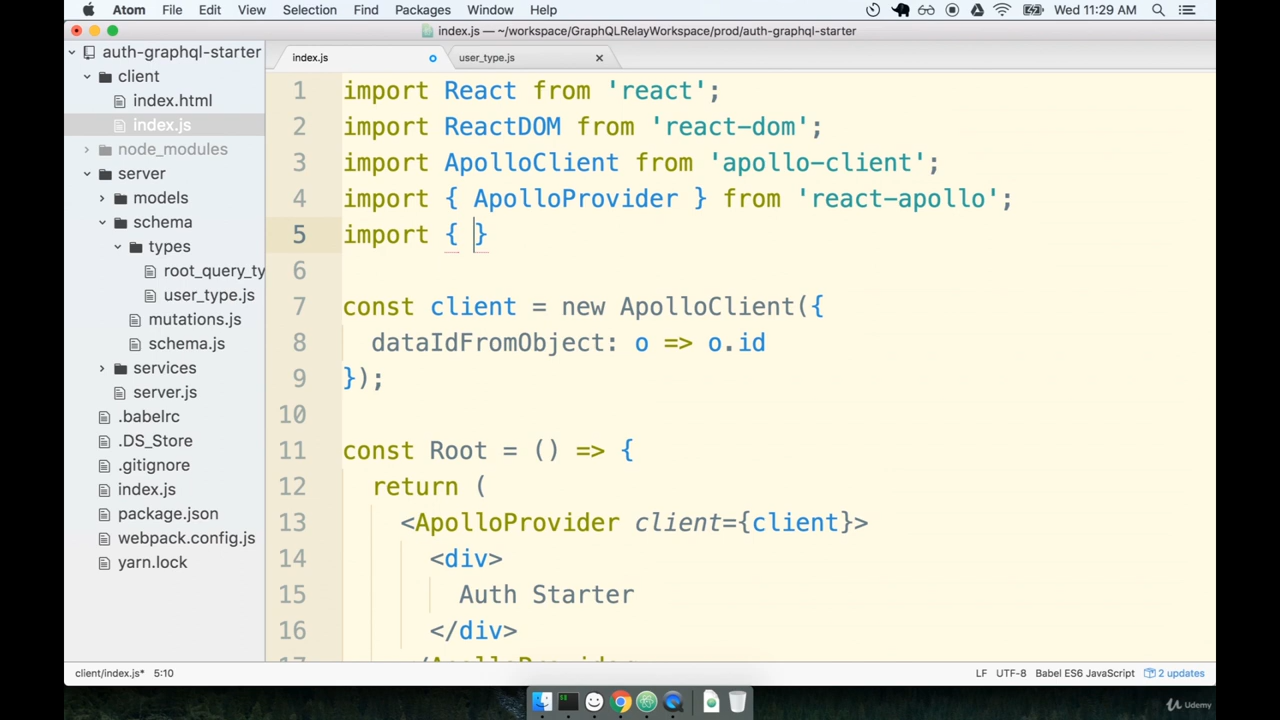 Atom File Edit View Selection Find Packages Window Help Wed 11:29 AM
index.js — ~/workspace/GraphQLRelayWorkspace/prod/auth-graphql-starter
auth-graphql-starter
client
index.html
index.js
node_modules
server
models
schema
types
root_query_ty
user_type.js
mutations.js
schema.js
services
server.js
.babelrc
.DS_Store
.gitignore
index.js
package.json
webpack.config.js
yarn.lock
index.js user_type.js
1 import React from 'react';
2 import ReactDOM from 'react-dom';
3 import ApolloClient from 'apollo-client';
4 import { ApolloProvider } from 'react-apollo';
5 import { }
6
7 const client = new ApolloClient({
8 dataIdFromObject: o => o.id
9 });
10
11 const Root = () => {
12 return (
13 <ApolloProvider client={client}>
14 <div>
15 Auth Starter
16 </div>
17 </ApolloProvider>
client/index.js* 5:10 LF UTF-8 Babel ES6 JavaScript 2 updates
Udemy